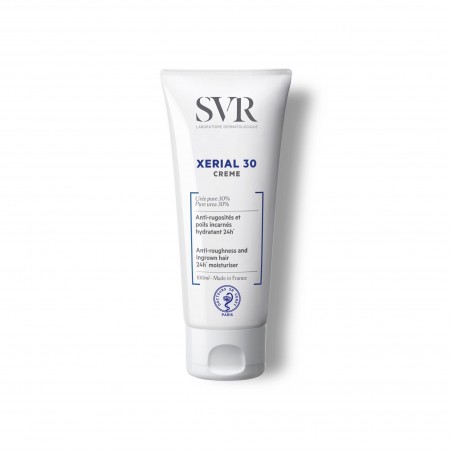 SVR
LABORATOIRE DERMATOLOGIQUE
XERIAL 30
CREME
Urée pure 30%
Pure urea 30%
Anti-rugosités et
poils incarnés
hydratant 24h*
Anti-roughness and
ingrown hair
24h* moisturiser
100ml - Made in France
PARIS